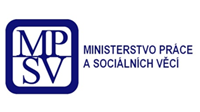 MP
SV
MINISTERSTVO PRÁCE
A SOCIÁLNÍCH VĚCÍ